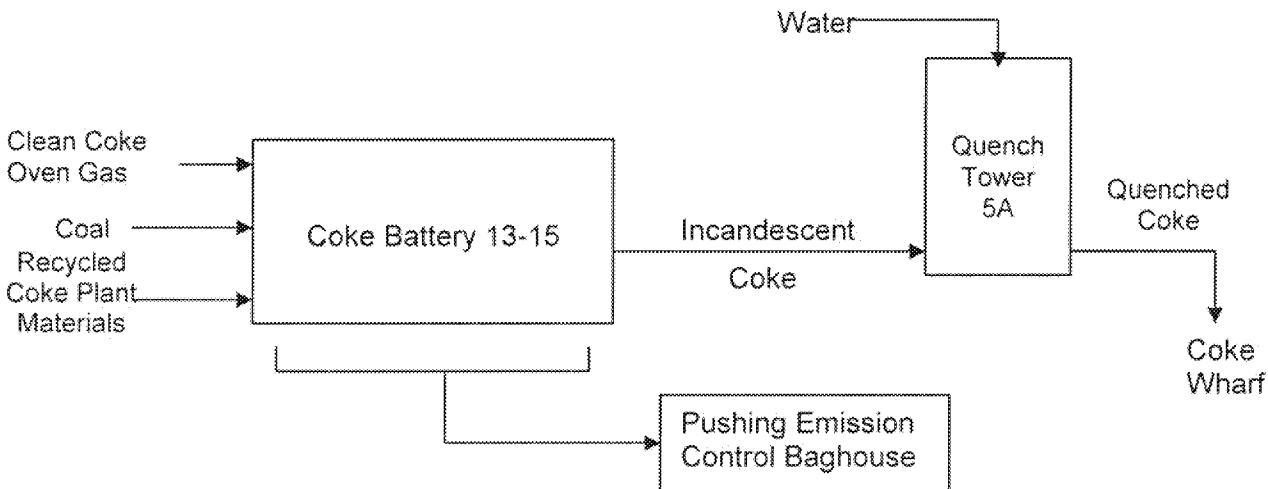 Water
Clean Coke
Oven Gas
Coal
Recycled
Coke Plant
Materials
Coke Battery 13-15
Incandescent
Coke
Quench
Tower
5A
Quenched
Coke
Coke
Wharf
Pushing Emission
Control Baghouse